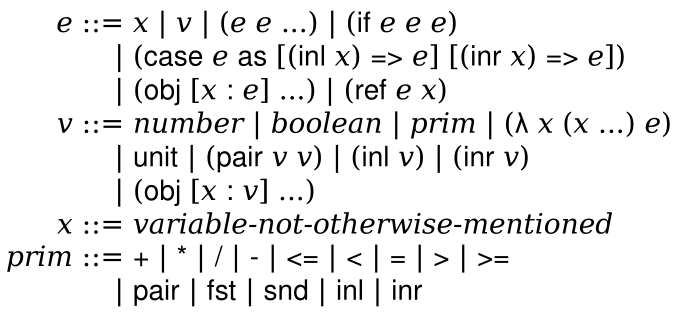 e ::= x | v | (e e ...) | (if e e e)
| (case e as [(inl x) => e] [(inr x) => e])
| (obj [x : e] ...) | (ref e x)
v ::= number | boolean | prim | (λ x (x ...) e)
| unit | (pair v v) | (inl v) | (inr v)
| (obj [x : v] ...)
x ::= variable-not-otherwise-mentioned
prim ::= + | * | / | - | <= | < | = | > | >=
| pair | fst | snd | inl | inr